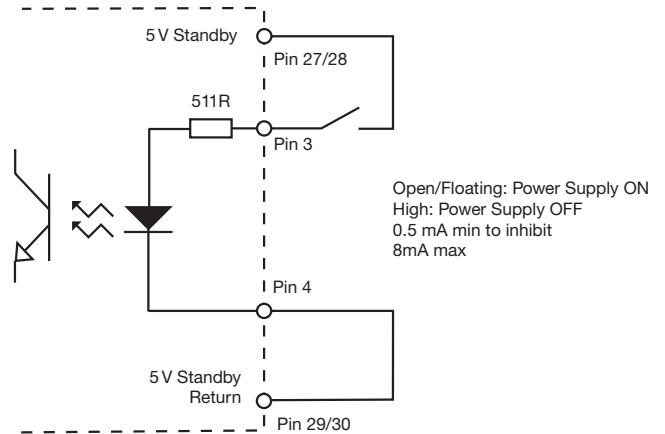 5 V Standby
Pin 27/28
511R
Pin 3
Open/Floating: Power Supply ON
High: Power Supply OFF
0.5 mA min to inhibit
8mA max
Pin 4
5 V Standby
Return
Pin 29/30